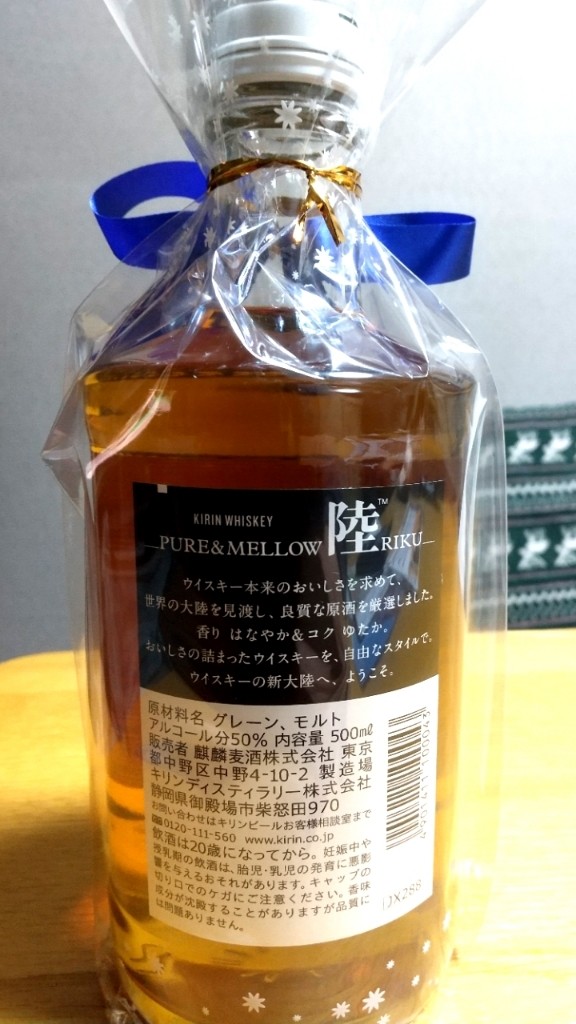 KIRIN WHISKEY
PURE&MELLOW 陸™ RIKU
ウイスキー本来のおいしさを求めて、
世界の大陸を見渡し、良質な原酒を厳選しました。
香り はなやか&コク ゆたか。
おいしさの詰まったウイスキーを、自由なスタイルで。
ウイスキーの新大陸へ、ようこそ。
原材料名 グレーン、モルト
アルコール分50% 内容量 500ml
販売者 麒麟麦酒株式会社 東京
都中野区中野4-10-2 製造場
キリンディスティラリー株式会社
静岡県御殿場市柴怒田970
お問い合わせはキリンビールお客様相談室まで
0120-111-560 www.kirin.co.jp
飲酒は20歳になってから。妊娠中や
授乳期の飲酒は、胎児・乳児の発育に悪影
響を与えるおそれがあります。キャップの
切り口でのケガにご注意ください。香味
成分が沈殿することがありますが品質に
は問題ありません。